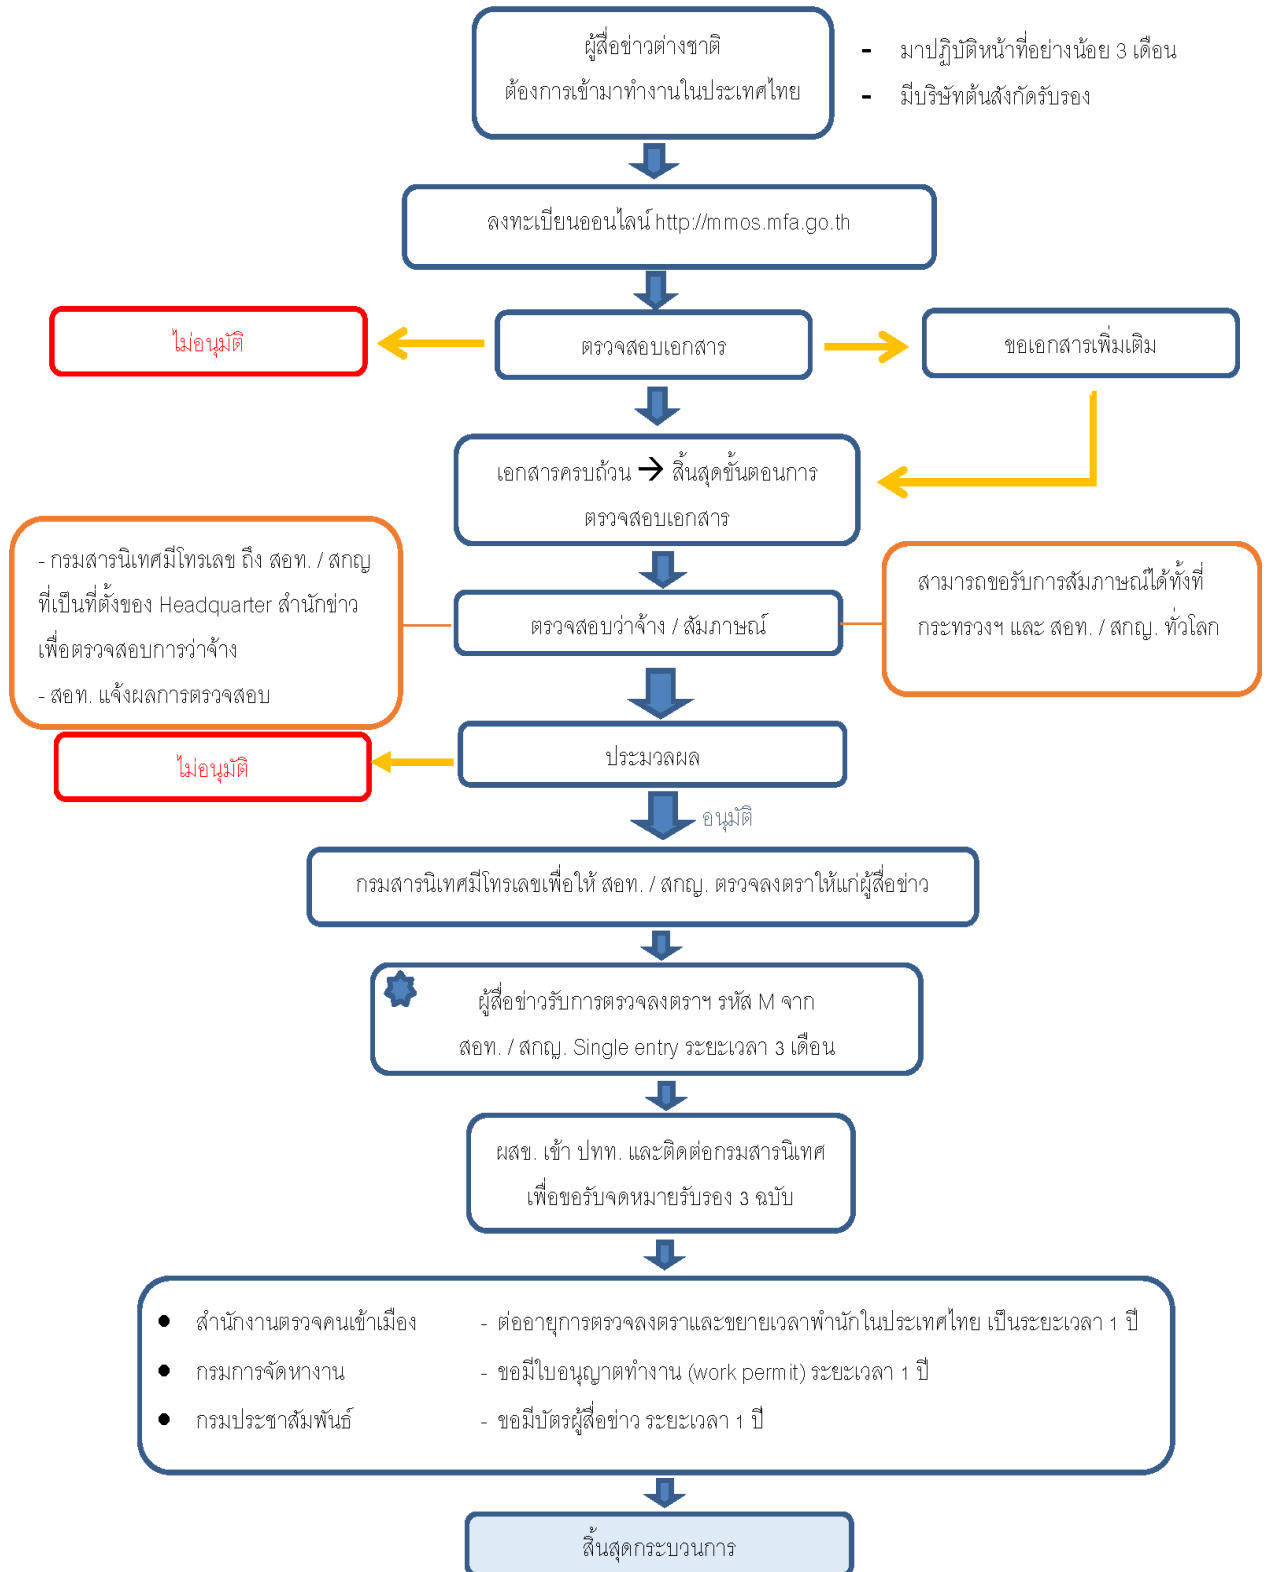 ผู้สื่อข่าวต่างชาติ
ต้องการเข้ามาทำงานในประเทศไทย
- มาปฏิบัติหน้าที่อย่างน้อย 3 เดือน
- มีบริษัทต้นสังกัดรับรอง
ลงทะเบียนออนไลน์ http://mmos.mfa.go.th
ไม่อนุมัติ
ตรวจสอบเอกสาร
ขอเอกสารเพิ่มเติม
เอกสารครบถ้วน → สิ้นสุดขั้นตอนการ
ตรวจสอบเอกสาร
- กรมสารนิเทศมีโทรเลข ถึง สอท. / สกญ
ที่เป็นที่ตั้งของ Headquarter สำนักข่าว
เพื่อตรวจสอบการว่าจ้าง
- สอท. แจ้งผลการตรวจสอบ
ตรวจสอบว่าจ้าง / สัมภาษณ์
สามารถขอรับการสัมภาษณ์ได้ทั้งที่
กระทรวงฯ และ สอท. / สกญ. ทั่วโลก
ไม่อนุมัติ
ประมวลผล
อนุมัติ
กรมสารนิเทศมีโทรเลขเพื่อให้ สอท. / สกญ. ตรวจลงตราให้แก่ผู้สื่อข่าว
ผู้สื่อข่าวรับการตรวจลงตราฯ รหัส M จาก
สอท. / สกญ. Single entry ระยะเวลา 3 เดือน
ผสข. เข้า ปทท. และติดต่อกรมสารนิเทศ
เพื่อขอรับจดหมายรับรอง 3 ฉบับ
● สำนักงานตรวจคนเข้าเมือง - ต่ออายุการตรวจลงตราและขยายเวลาพำนักในประเทศไทย เป็นระยะเวลา 1 ปี
● กรมการจัดหางาน - ขอมีใบอนุญาตทำงาน (work permit) ระยะเวลา 1 ปี
● กรมประชาสัมพันธ์ - ขอมีบัตรผู้สื่อข่าว ระยะเวลา 1 ปี
สิ้นสุดกระบวนการ